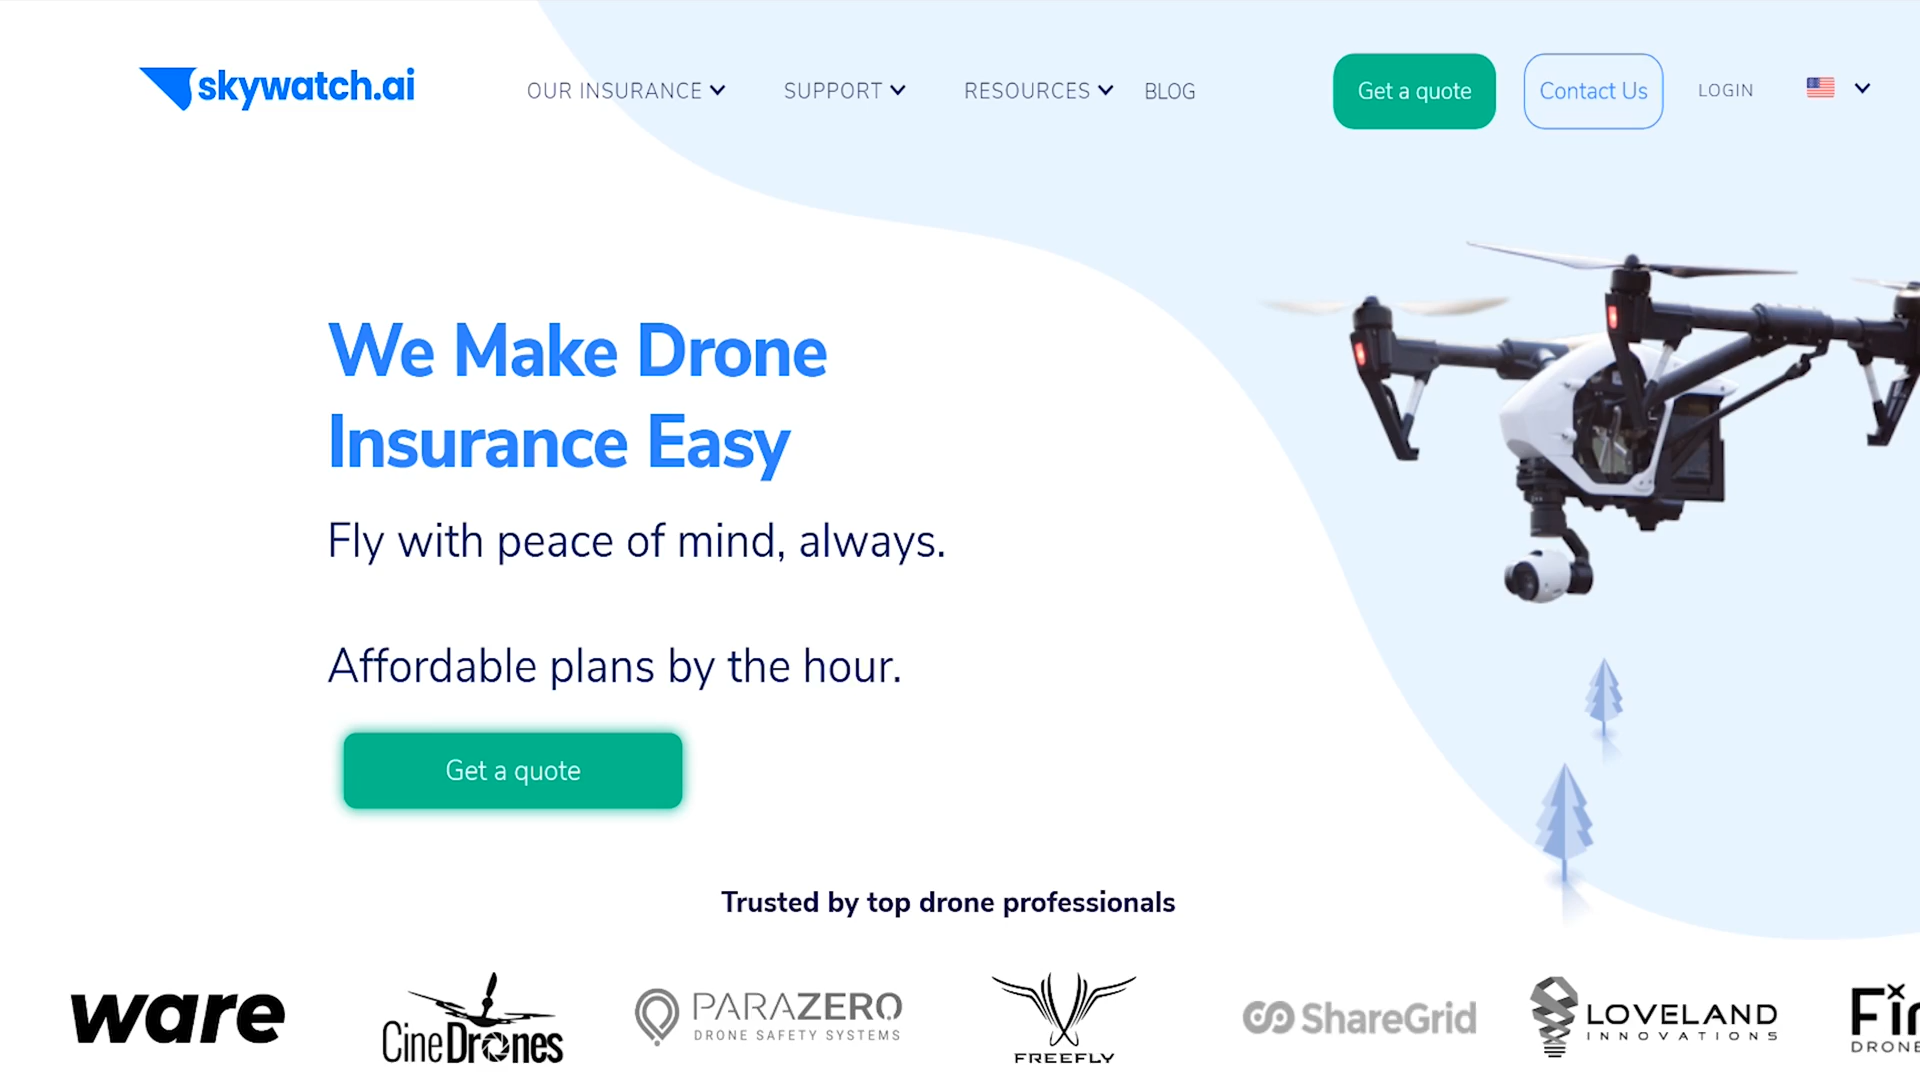 skywatch.ai
OUR INSURANCE
SUPPORT
RESOURCES
BLOG
Get a quote
Contact Us
LOGIN
We Make Drone
Insurance Easy
Fly with peace of mind, always.
Affordable plans by the hour.
Get a quote
Trusted by top drone professionals
ware
CineDrones
PARAZERO
DRONE SAFETY SYSTEMS
FREEFLY
ShareGrid
LOVELAND
INNOVATIONS
DRONE